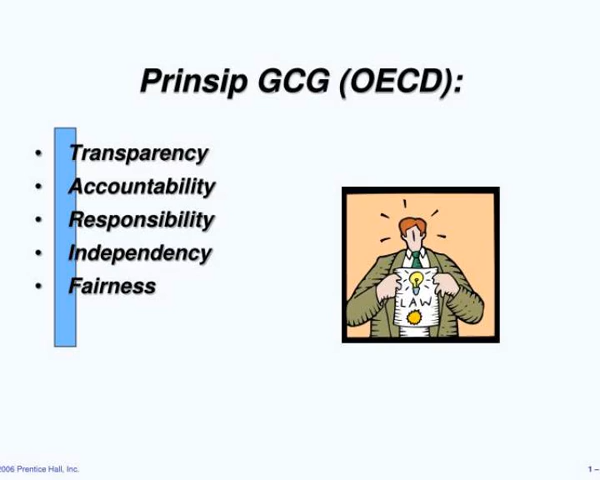 Prinsip GCG (OECD):
• Transparency
• Accountability
• Responsibility
• Independency
• Fairness
LAW
2006 Prentice Hall, Inc.
1 –